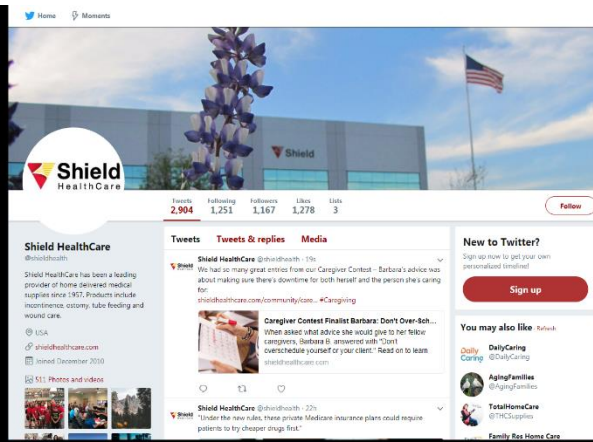 Home Moments
Shield
Shield
HealthCare
Tweets Following Followers Likes Lists
2,904 1,251 1,167 1,278 3
Follow
Shield HealthCare
@shieldhealth
Shield HealthCare has been a leading
provider of home delivered medical
supplies since 1957. Products include
incontinence, ostomy, tube feeding and
wound care.
USA
shieldhealthcare.com
Joined December 2010
511 Photos and videos
Tweets Tweets & replies Media
Shield HealthCare @shieldhealth · 19s
We had so many great entries from our Caregiver Contest – Barbara's advice was
about making sure there's downtime for both herself and the person she's caring
for.
shieldhealthcare.com/community/care... #Caregiving
Caregiver Contest Finalist Barbara: Don't Over-Sch...
When asked what advice she would give to her fellow
caregivers, Barbara B. answered with "Don't
overschedule yourself or your client." Read on to learn
shieldhealthcare.com
Shield HealthCare @shieldhealth · 22h
"Under the new rules, these private Medicare insurance plans could require
patients to try cheaper drugs first."
New to Twitter?
Sign up now to get your own
personalized timeline!
Sign up
You may also like · Refresh
Daily
Caring
DailyCaring
@DailyCaring
AgingFamilies
@AgingFamilies
TotalHomeCare
@THCSupplies
Family Res Home Care